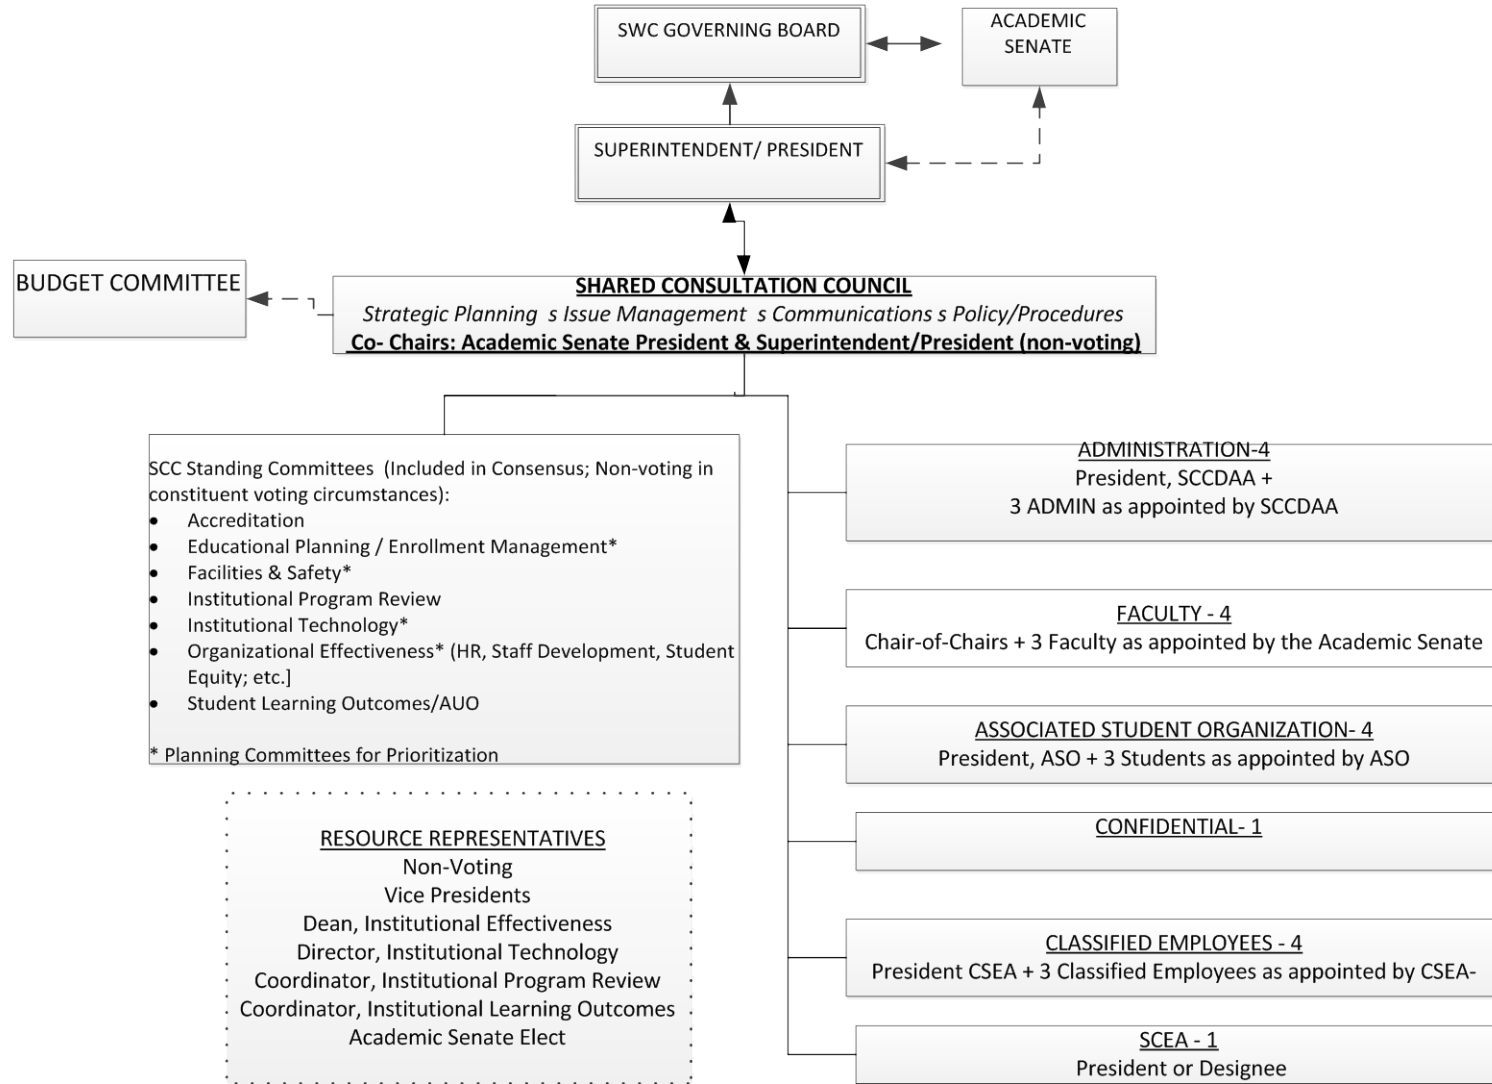 SWC GOVERNING BOARD
ACADEMIC
SENATE
SUPERINTENDENT/ PRESIDENT
BUDGET COMMITTEE
SHARED CONSULTATION COUNCIL
Strategic Planning s Issue Management s Communications s Policy/Procedures
Co- Chairs: Academic Senate President & Superintendent/President (non-voting)
SCC Standing Committees (Included in Consensus; Non-voting in
constituent voting circumstances):
• Accreditation
• Educational Planning / Enrollment Management*
• Facilities & Safety*
• Institutional Program Review
• Institutional Technology*
• Organizational Effectiveness* (HR, Staff Development, Student
Equity; etc.]
• Student Learning Outcomes/AUO
* Planning Committees for Prioritization
RESOURCE REPRESENTATIVES
Non-Voting
Vice Presidents
Dean, Institutional Effectiveness
Director, Institutional Technology
Coordinator, Institutional Program Review
Coordinator, Institutional Learning Outcomes
Academic Senate Elect
ADMINISTRATION-4
President, SCCDAA +
3 ADMIN as appointed by SCCDAA
FACULTY - 4
Chair-of-Chairs + 3 Faculty as appointed by the Academic Senate
ASSOCIATED STUDENT ORGANIZATION- 4
President, ASO + 3 Students as appointed by ASO
CONFIDENTIAL- 1
CLASSIFIED EMPLOYEES - 4
President CSEA + 3 Classified Employees as appointed by CSEA-
SCEA - 1
President or Designee